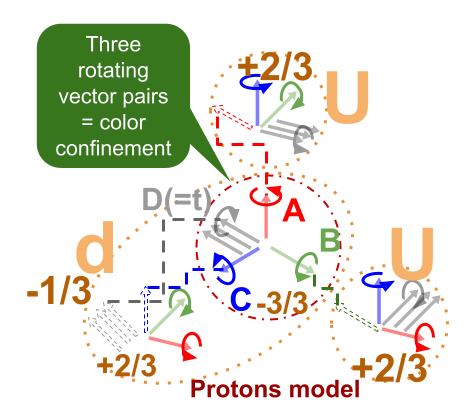 Three
rotating
vector pairs
= color
confinement
+2/3
U
D(=t)
A
B
d
U
-1/3
C
-3/3
+2/3
+2/3
Protons model